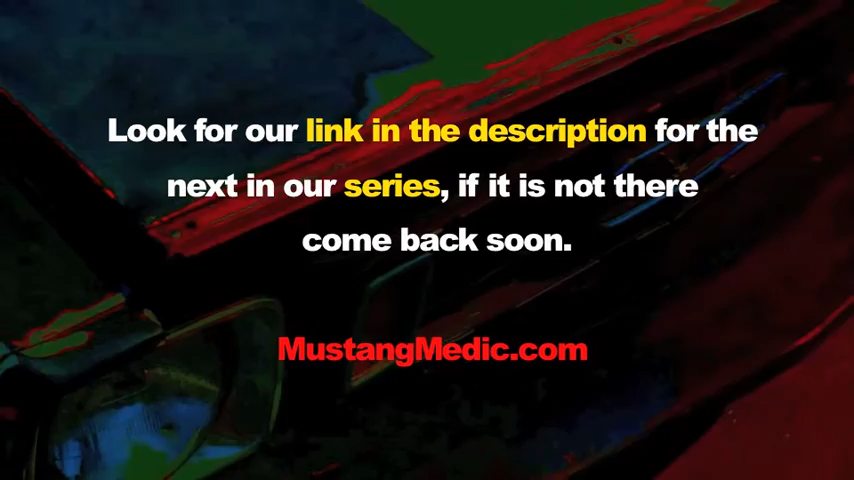 Look for our link in the description for the
next in our series, if it is not there
come back soon.
MustangMedic.com